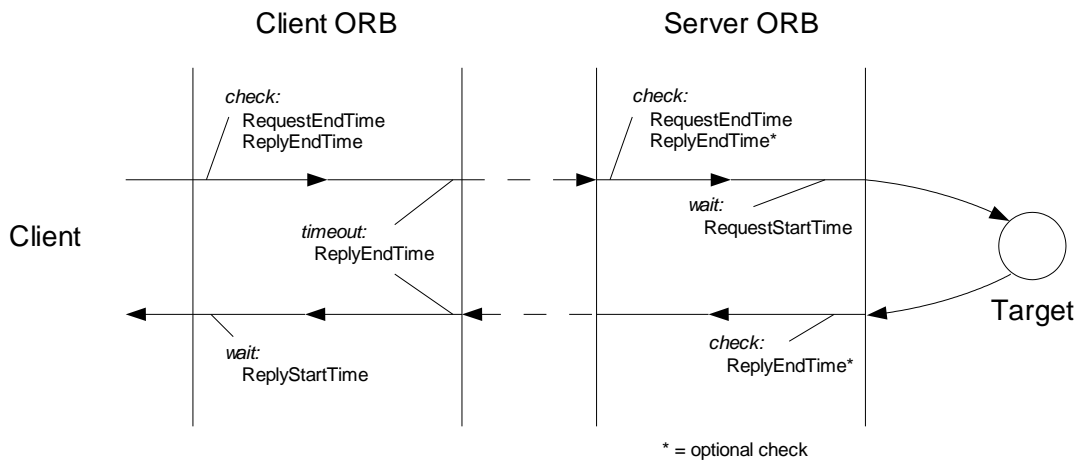 Client ORB
Server ORB
check:
RequestEndTime
ReplyEndTime
check:
RequestEndTime
ReplyEndTime*
wait:
RequestStartTime
Client
timeout:
ReplyEndTime
Target
wait:
ReplyStartTime
check:
ReplyEndTime*
* = optional check